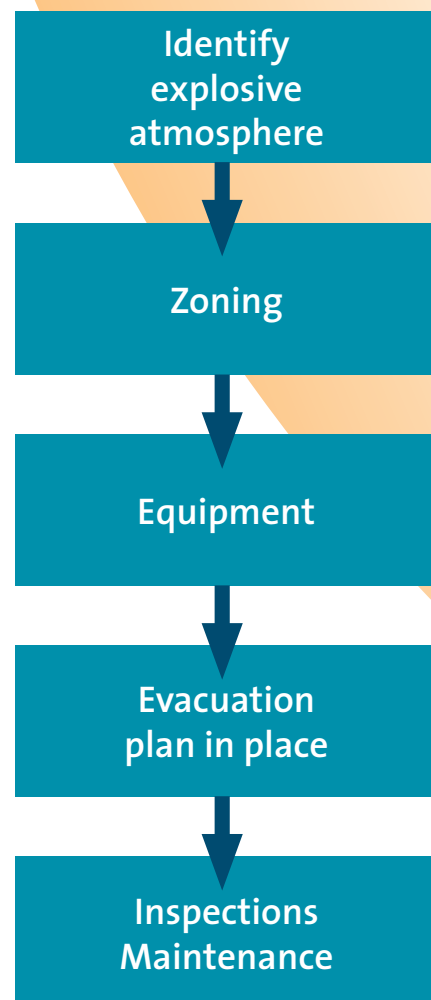 Identify
explosive
atmosphere
Zoning
Equipment
Evacuation
plan in place
Inspections
Maintenance